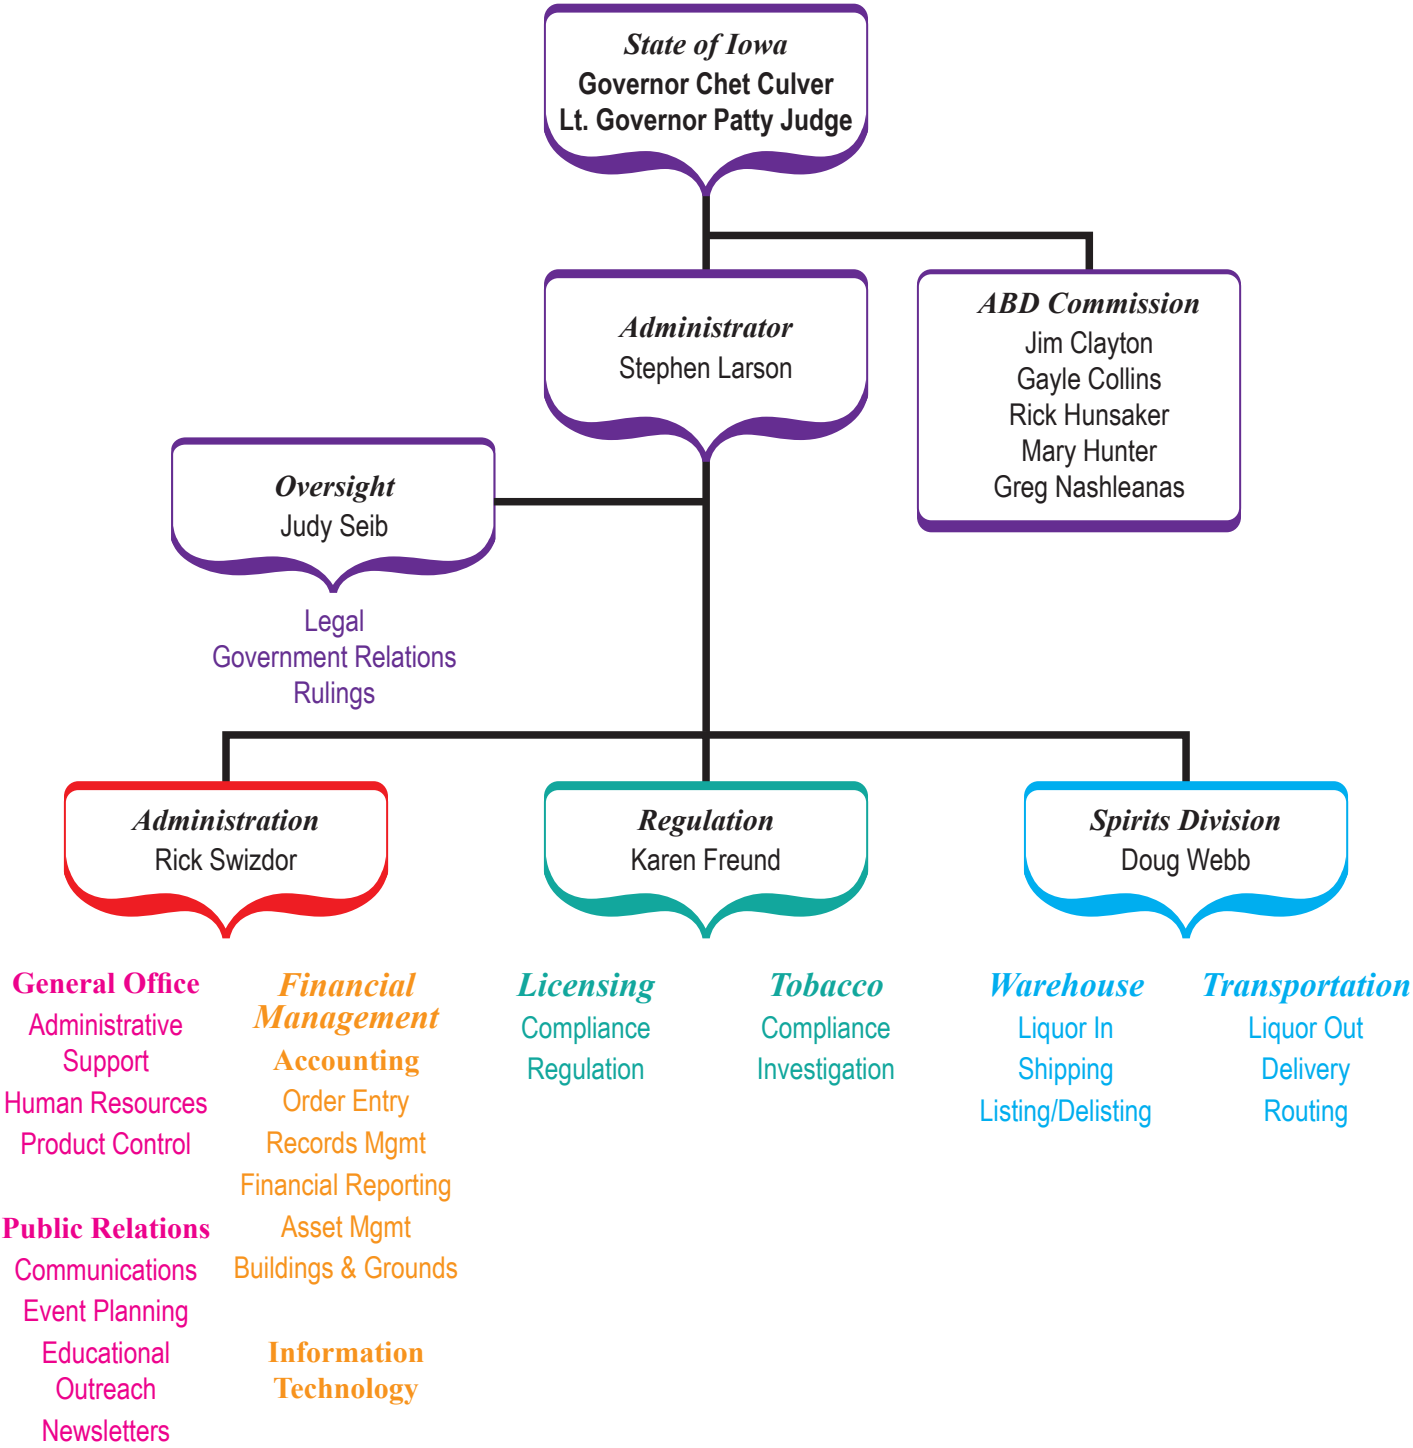 State of Iowa
Governor Chet Culver
Lt. Governor Patty Judge
Administrator
Stephen Larson
ABD Commission
Jim Clayton
Gayle Collins
Rick Hunsaker
Mary Hunter
Greg Nashleanas
Oversight
Judy Seib
Legal
Government Relations
Rulings
Administration
Rick Swizdor
Regulation
Karen Freund
Spirits Division
Doug Webb
General Office
Administrative
Support
Human Resources
Product Control
Public Relations
Communications
Event Planning
Educational
Outreach
Newsletters
Financial
Management
Accounting
Order Entry
Records Mgmt
Financial Reporting
Asset Mgmt
Buildings & Grounds
Information
Technology
Licensing
Compliance
Regulation
Tobacco
Compliance
Investigation
Warehouse
Liquor In
Shipping
Listing/Delisting
Transportation
Liquor Out
Delivery
Routing